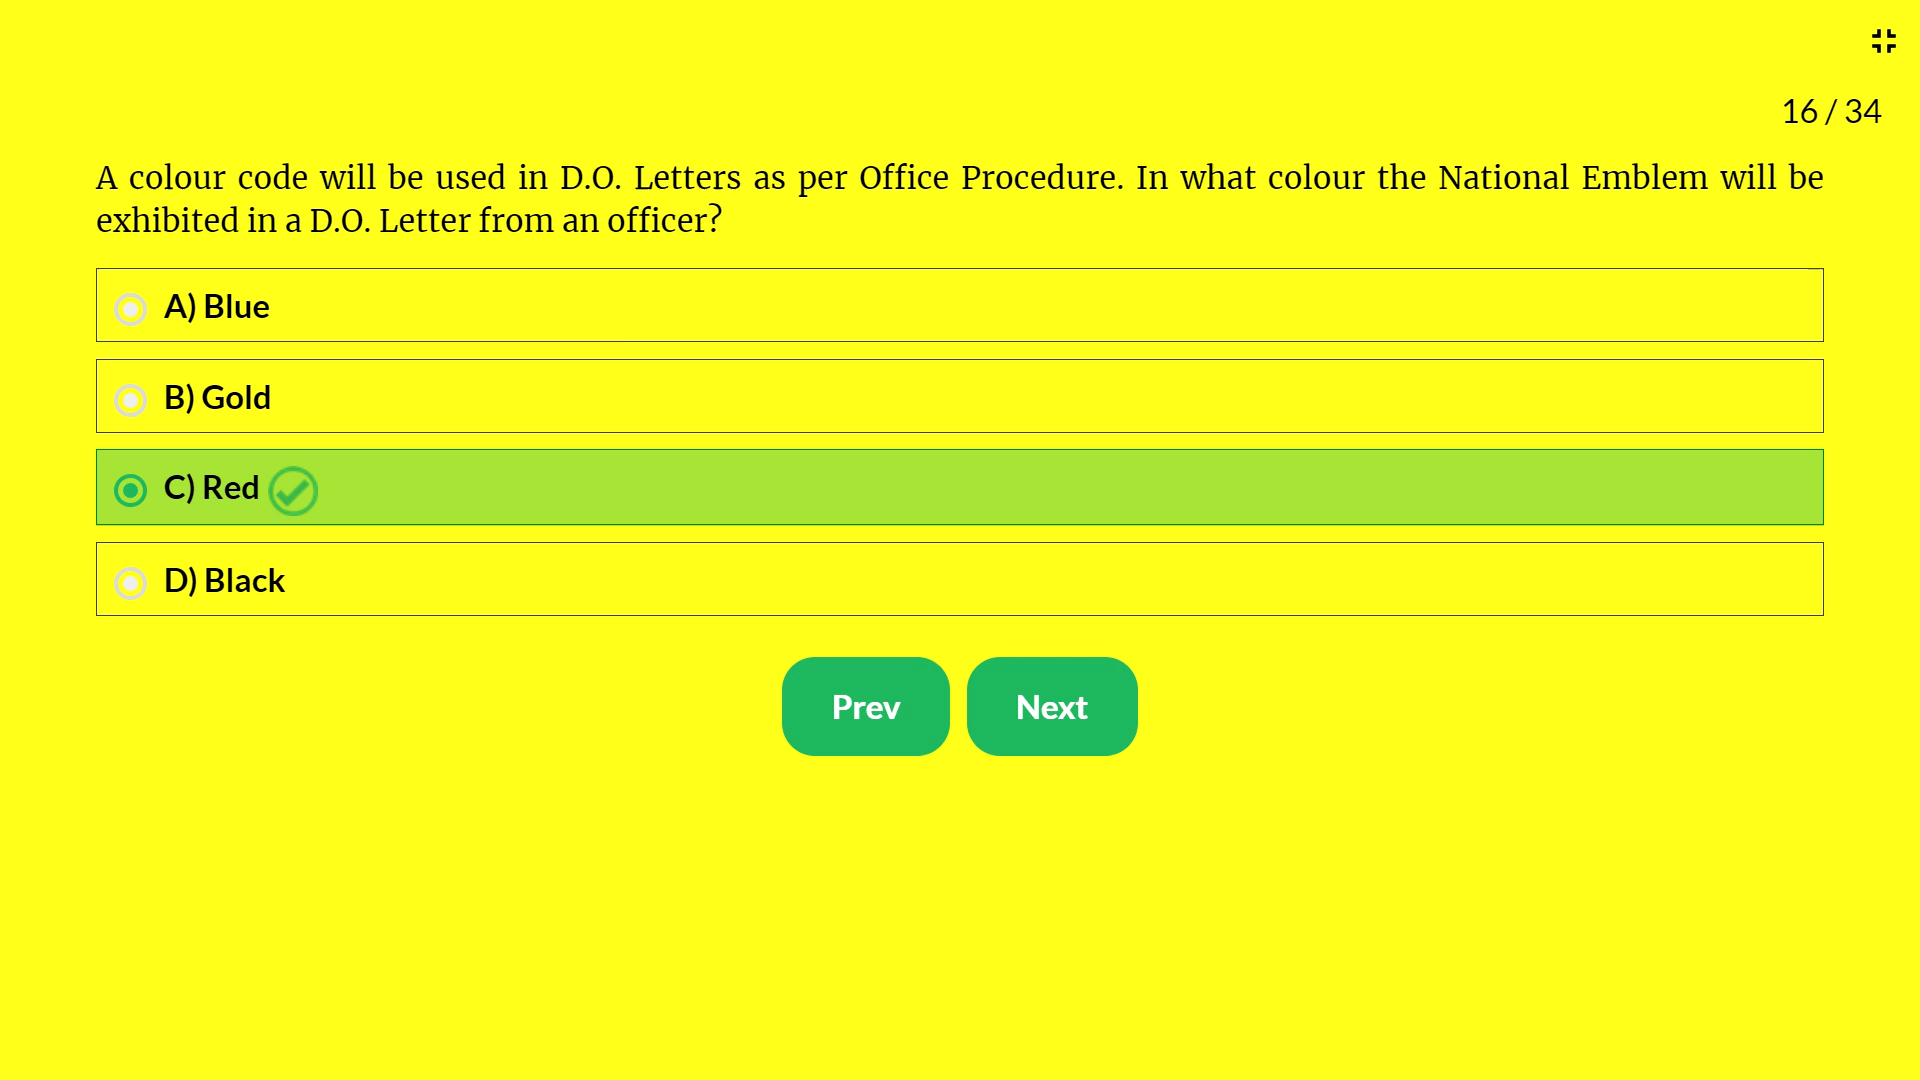 16 / 34
A colour code will be used in D.O. Letters as per Office Procedure. In what colour the National Emblem will be
exhibited in a D.O. Letter from an officer?
A) Blue
B) Gold
C) Red
D) Black
Prev Next